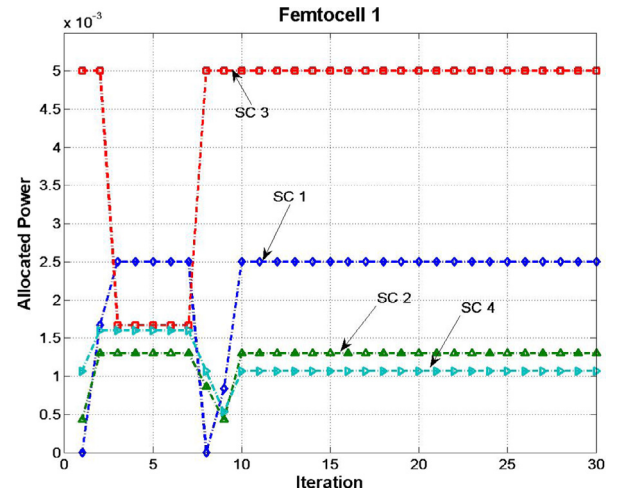 Femtocell 1
x 10⁻³
5
4.5
4
3.5
3
2.5
2
1.5
1
0.5
0
Allocated Power
SC 3
SC 1
SC 2
SC 4
0 5 10 15 20 25 30
Iteration